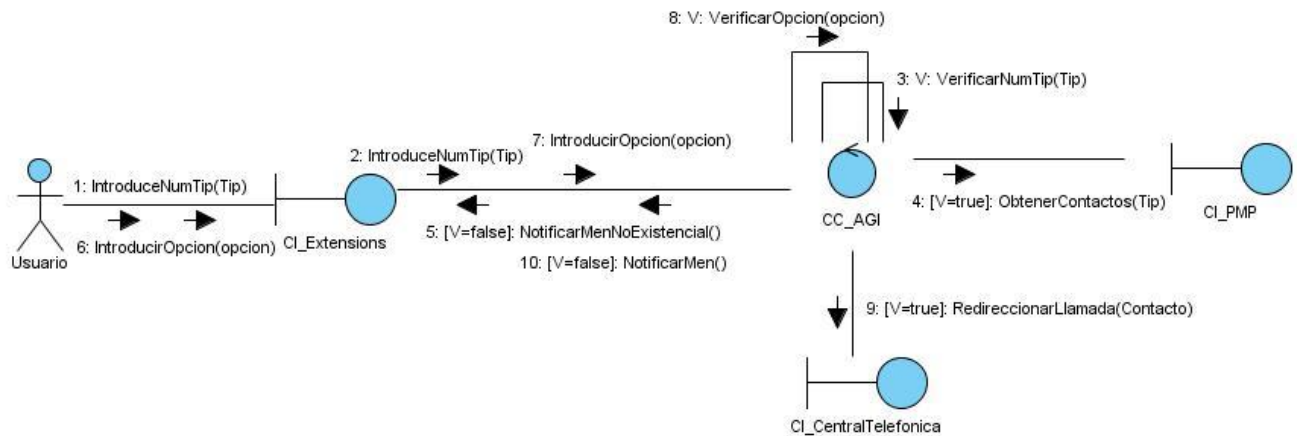 8: V: VerificarOpcion(opcion)
3: V: VerificarNumTip(Tip)
7: IntroducirOpcion(opcion)
2: IntroduceNumTip(Tip)
1: IntroduceNumTip(Tip)
4: [V=true]: ObtenerContactos(Tip)
CC_AGI
CI_PMP
5: [V=false]: NotificarMenNoExistencial()
CI_Extensions
6: IntroducirOpcion(opcion)
Usuario
10: [V=false]: NotificarMen()
9: [V=true]: RedireccionarLlamada(Contacto)
CI_CentralTelefonica